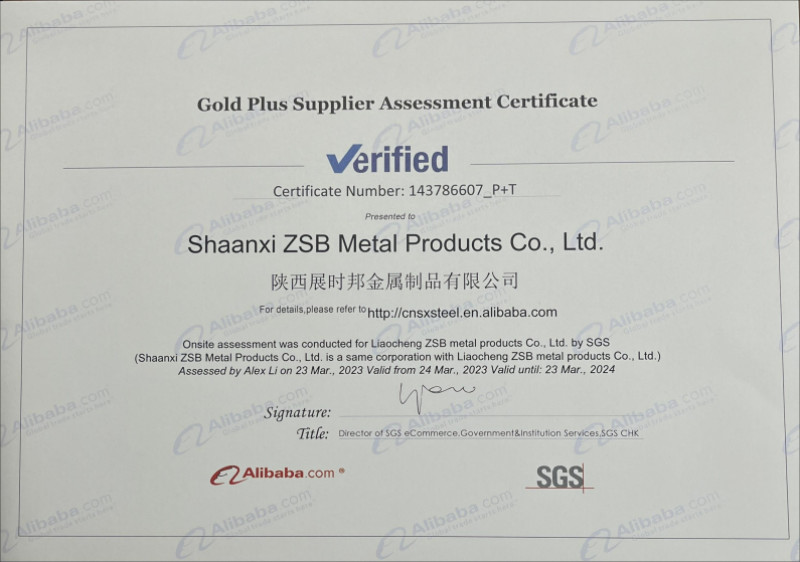 Gold Plus Supplier Assessment Certificate
Verified
Certificate Number: 143786607_P+T
Presented to
Shaanxi ZSB Metal Products Co., Ltd.
陕西展时邦金属制品有限公司
For details,please refer to http://cnsxsteel.en.alibaba.com
Onsite assessment was conducted for Liaocheng ZSB metal products Co., Ltd. by SGS
(Shaanxi ZSB Metal Products Co., Ltd. is a same corporation with Liaocheng ZSB metal products Co., Ltd.)
Assessed by Alex Li on 23 Mar., 2023 Valid from 24 Mar., 2023 Valid until: 23 Mar., 2024
Signature:
Title: Director of SGS eCommerce,Government&Institution Services,SGS CHK
Alibaba.com®
SGS